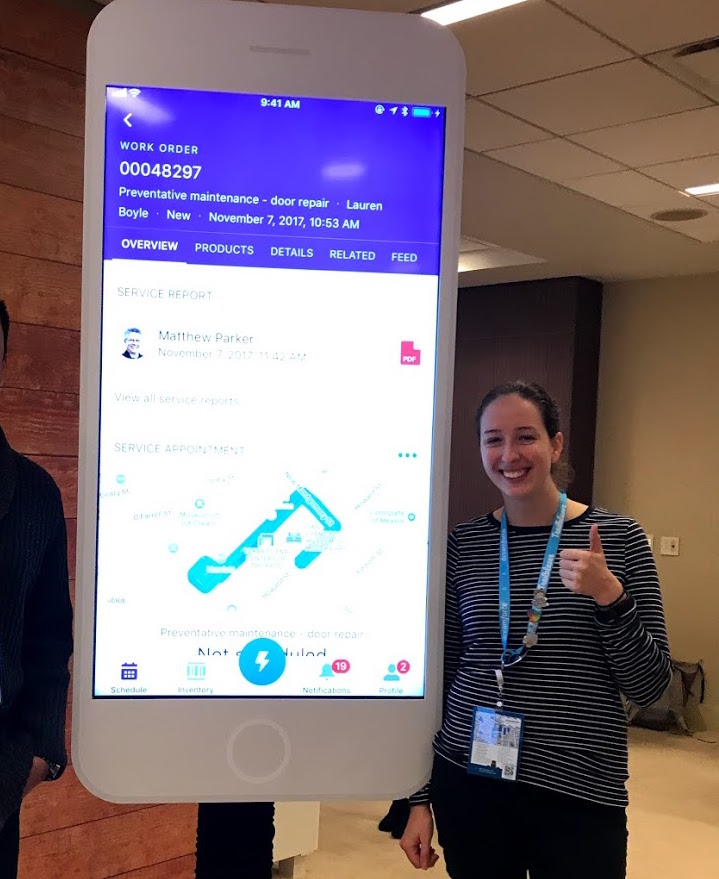 9:41 AM
WORK ORDER
00048297
Preventative maintenance - door repair · Lauren
Boyle · New · November 7, 2017, 10:53 AM
OVERVIEW PRODUCTS DETAILS RELATED FEED
SERVICE REPORT
Matthew Parker
November 7, 2017, 11:42 AM
PDF
View all service reports
SERVICE APPOINTMENT
Preventative maintenance - door repair
Not scheduled
19
2
Schedule Inventory Notifications Profile